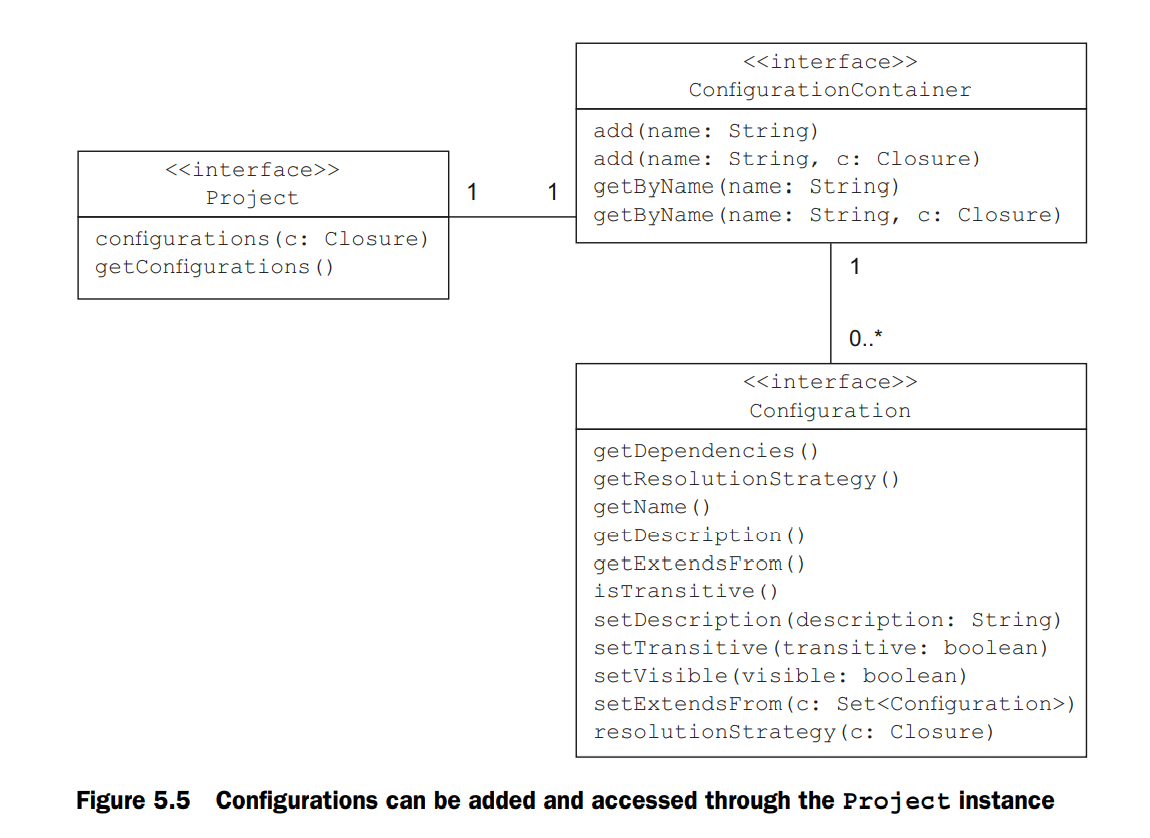 <<interface>>
ConfigurationContainer
add(name: String)
add(name: String, c: Closure)
getByName(name: String)
getByName(name: String, c: Closure)
<<interface>>
Project
configurations(c: Closure)
getConfigurations()
1
1
1
0..*
<<interface>>
Configuration
getDependencies()
getResolutionStrategy()
getName()
getDescription()
getExtendsFrom()
isTransitive()
setDescription(description: String)
setTransitive(transitive: boolean)
setVisible(visible: boolean)
setExtendsFrom(c: Set<Configuration>)
resolutionStrategy(c: Closure)
Figure 5.5 Configurations can be added and accessed through the Project instance